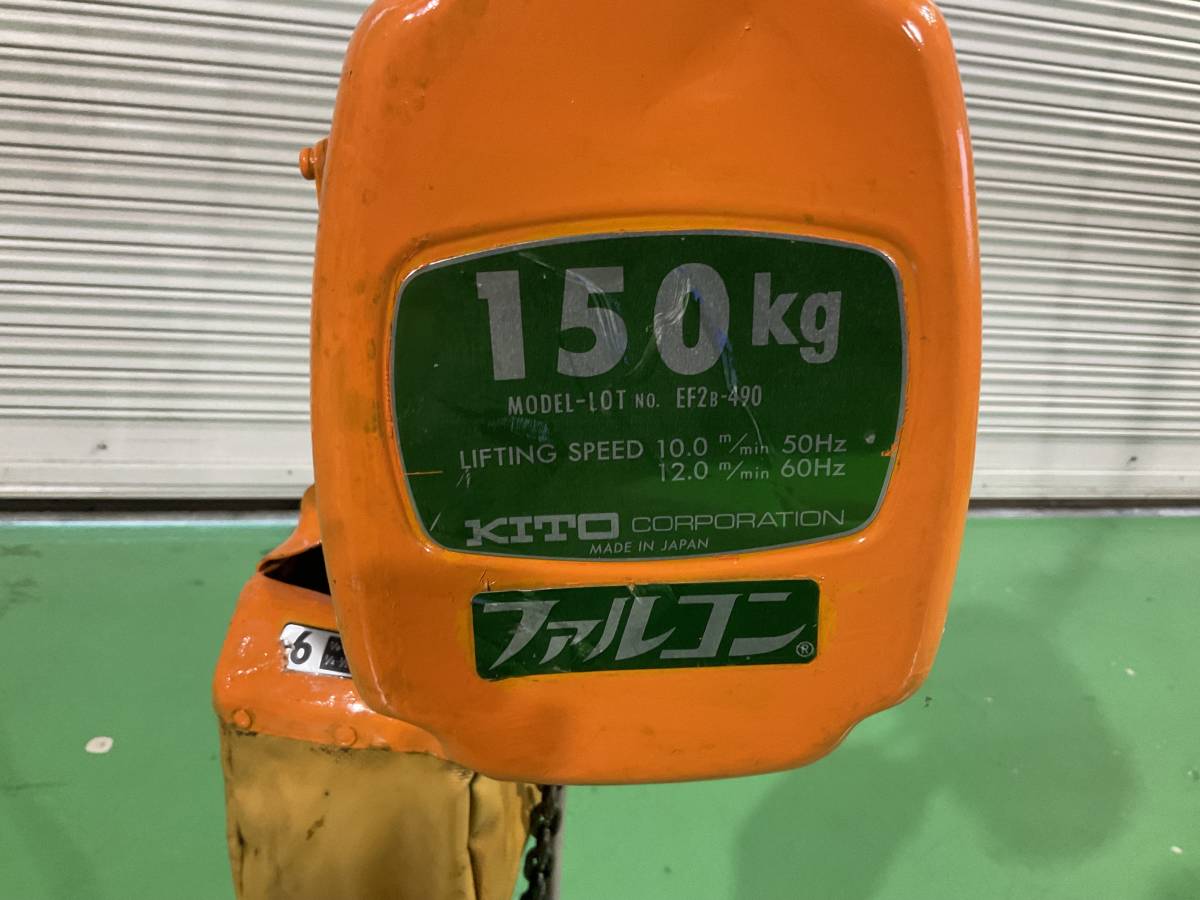 150kg
MODEL-LOT NO. EF2B-490
LIFTING SPEED 10.0 m/min 50Hz
12.0 m/min 60Hz
KITO CORPORATION
MADE IN JAPAN
ファルコン®
-6